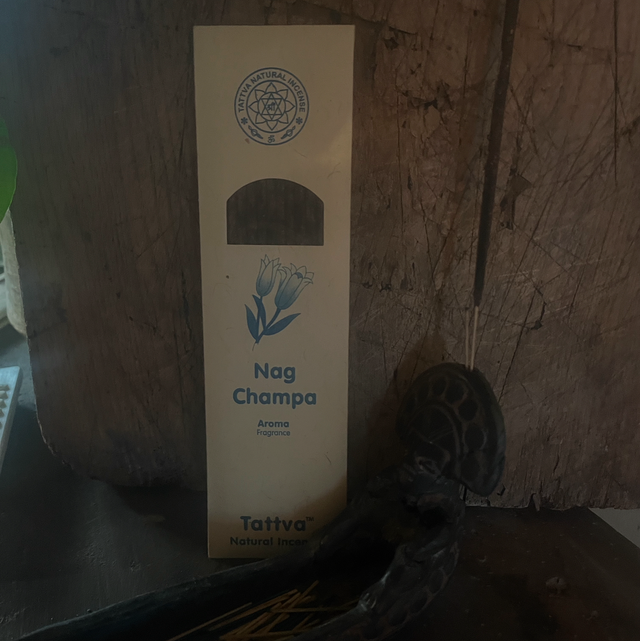 TATTVA NATURAL INCENSE
Nag
Champa
Aroma
Fragrance
Tattva™
Natural